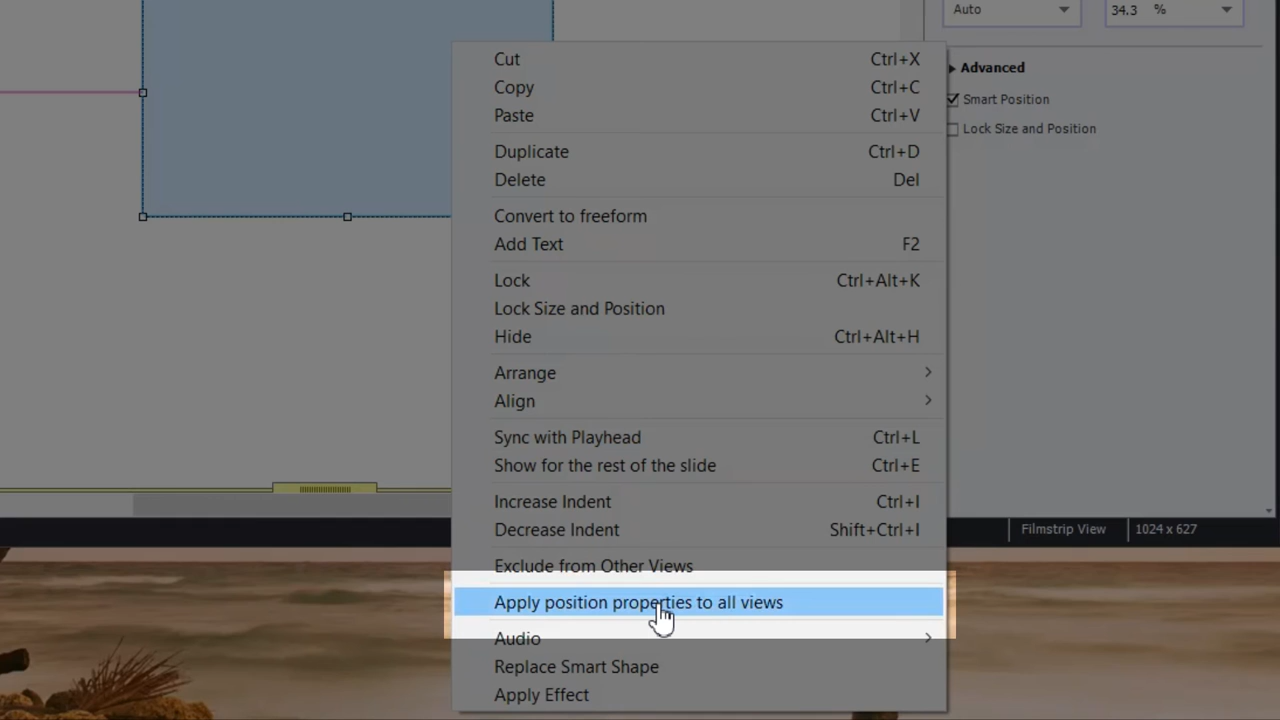 Auto
34.3 %
Advanced
Smart Position
Lock Size and Position
Cut Ctrl+X
Copy Ctrl+C
Paste Ctrl+V
Duplicate Ctrl+D
Delete Del
Convert to freeform
Add Text F2
Lock Ctrl+Alt+K
Lock Size and Position
Hide Ctrl+Alt+H
Arrange
Align
Sync with Playhead Ctrl+L
Show for the rest of the slide Ctrl+E
Increase Indent Ctrl+I
Decrease Indent Shift+Ctrl+I
Exclude from Other Views
Apply position properties to all views
Audio
Replace Smart Shape
Apply Effect
Filmstrip View
1024 x 627